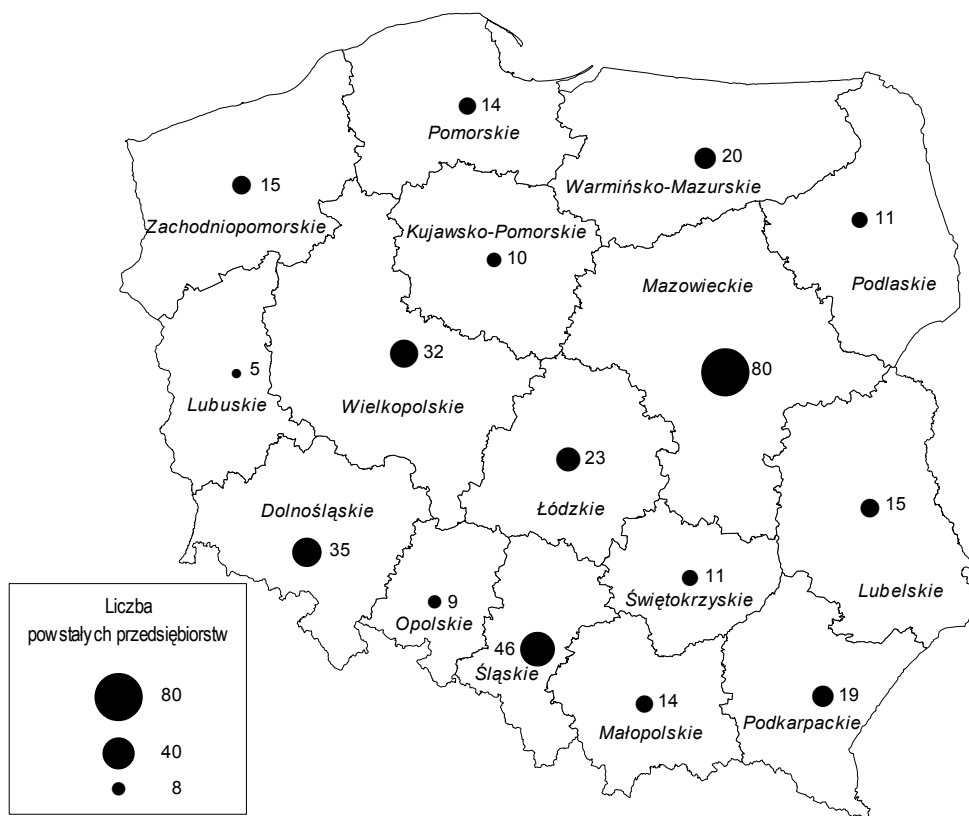 14
Pomorskie
20
Warmińsko-Mazurskie
15
Zachodniopomorskie
Kujawsko-Pomorskie
10
11
Podlaskie
Mazowieckie
80
5
Lubuskie
32
Wielkopolskie
23
Łódzkie
15
Lubelskie
Dolnośląskie
35
9
Opolskie
11
Świętokrzyskie
46
Śląskie
14
Małopolskie
19
Podkarpackie
Liczba
powstałych przedsiębiorstw
80
40
8